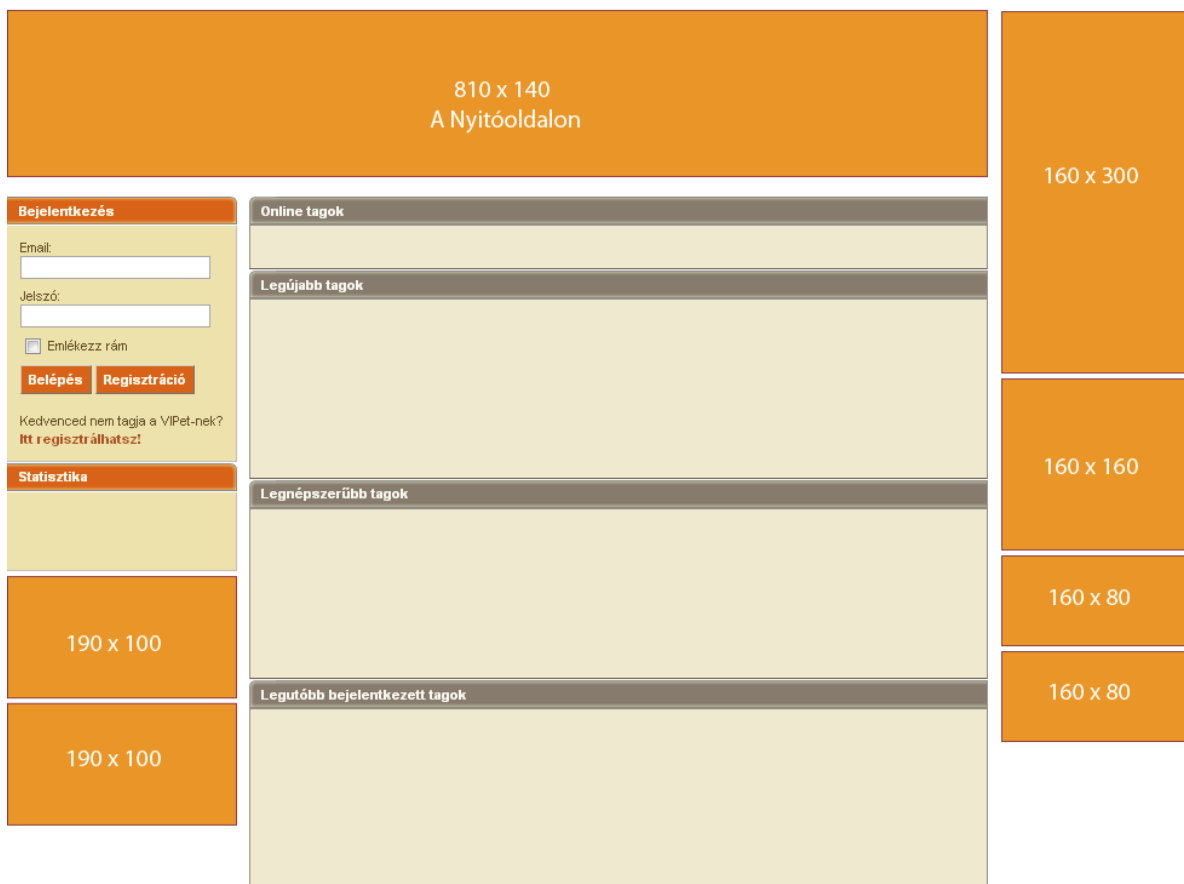 810 x 140
A Nyitóoldalon
160 x 300
Bejelentkezés
Email:
Jelszó:
Emlékezz rám
Belépés Regisztráció
Kedvenced nem tagja a VIPet-nek?
Itt regisztrálhatsz!
Statisztika
190 x 100
190 x 100
Online tagok
Legújabb tagok
Legnépszerűbb tagok
Legutóbb bejelentkezett tagok
160 x 160
160 x 80
160 x 80